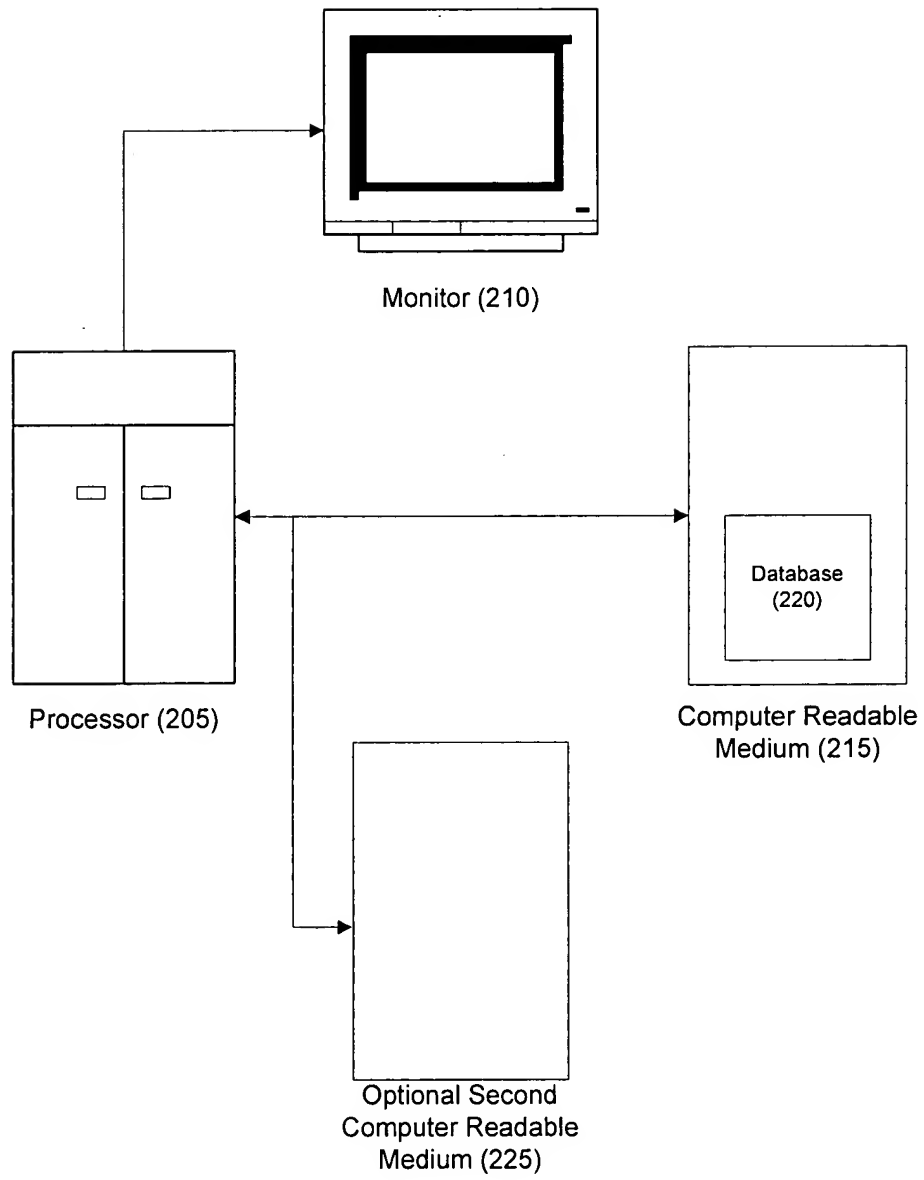 Monitor (210)
Database
(220)
Processor (205)
Computer Readable
Medium (215)
Optional Second
Computer Readable
Medium (225)